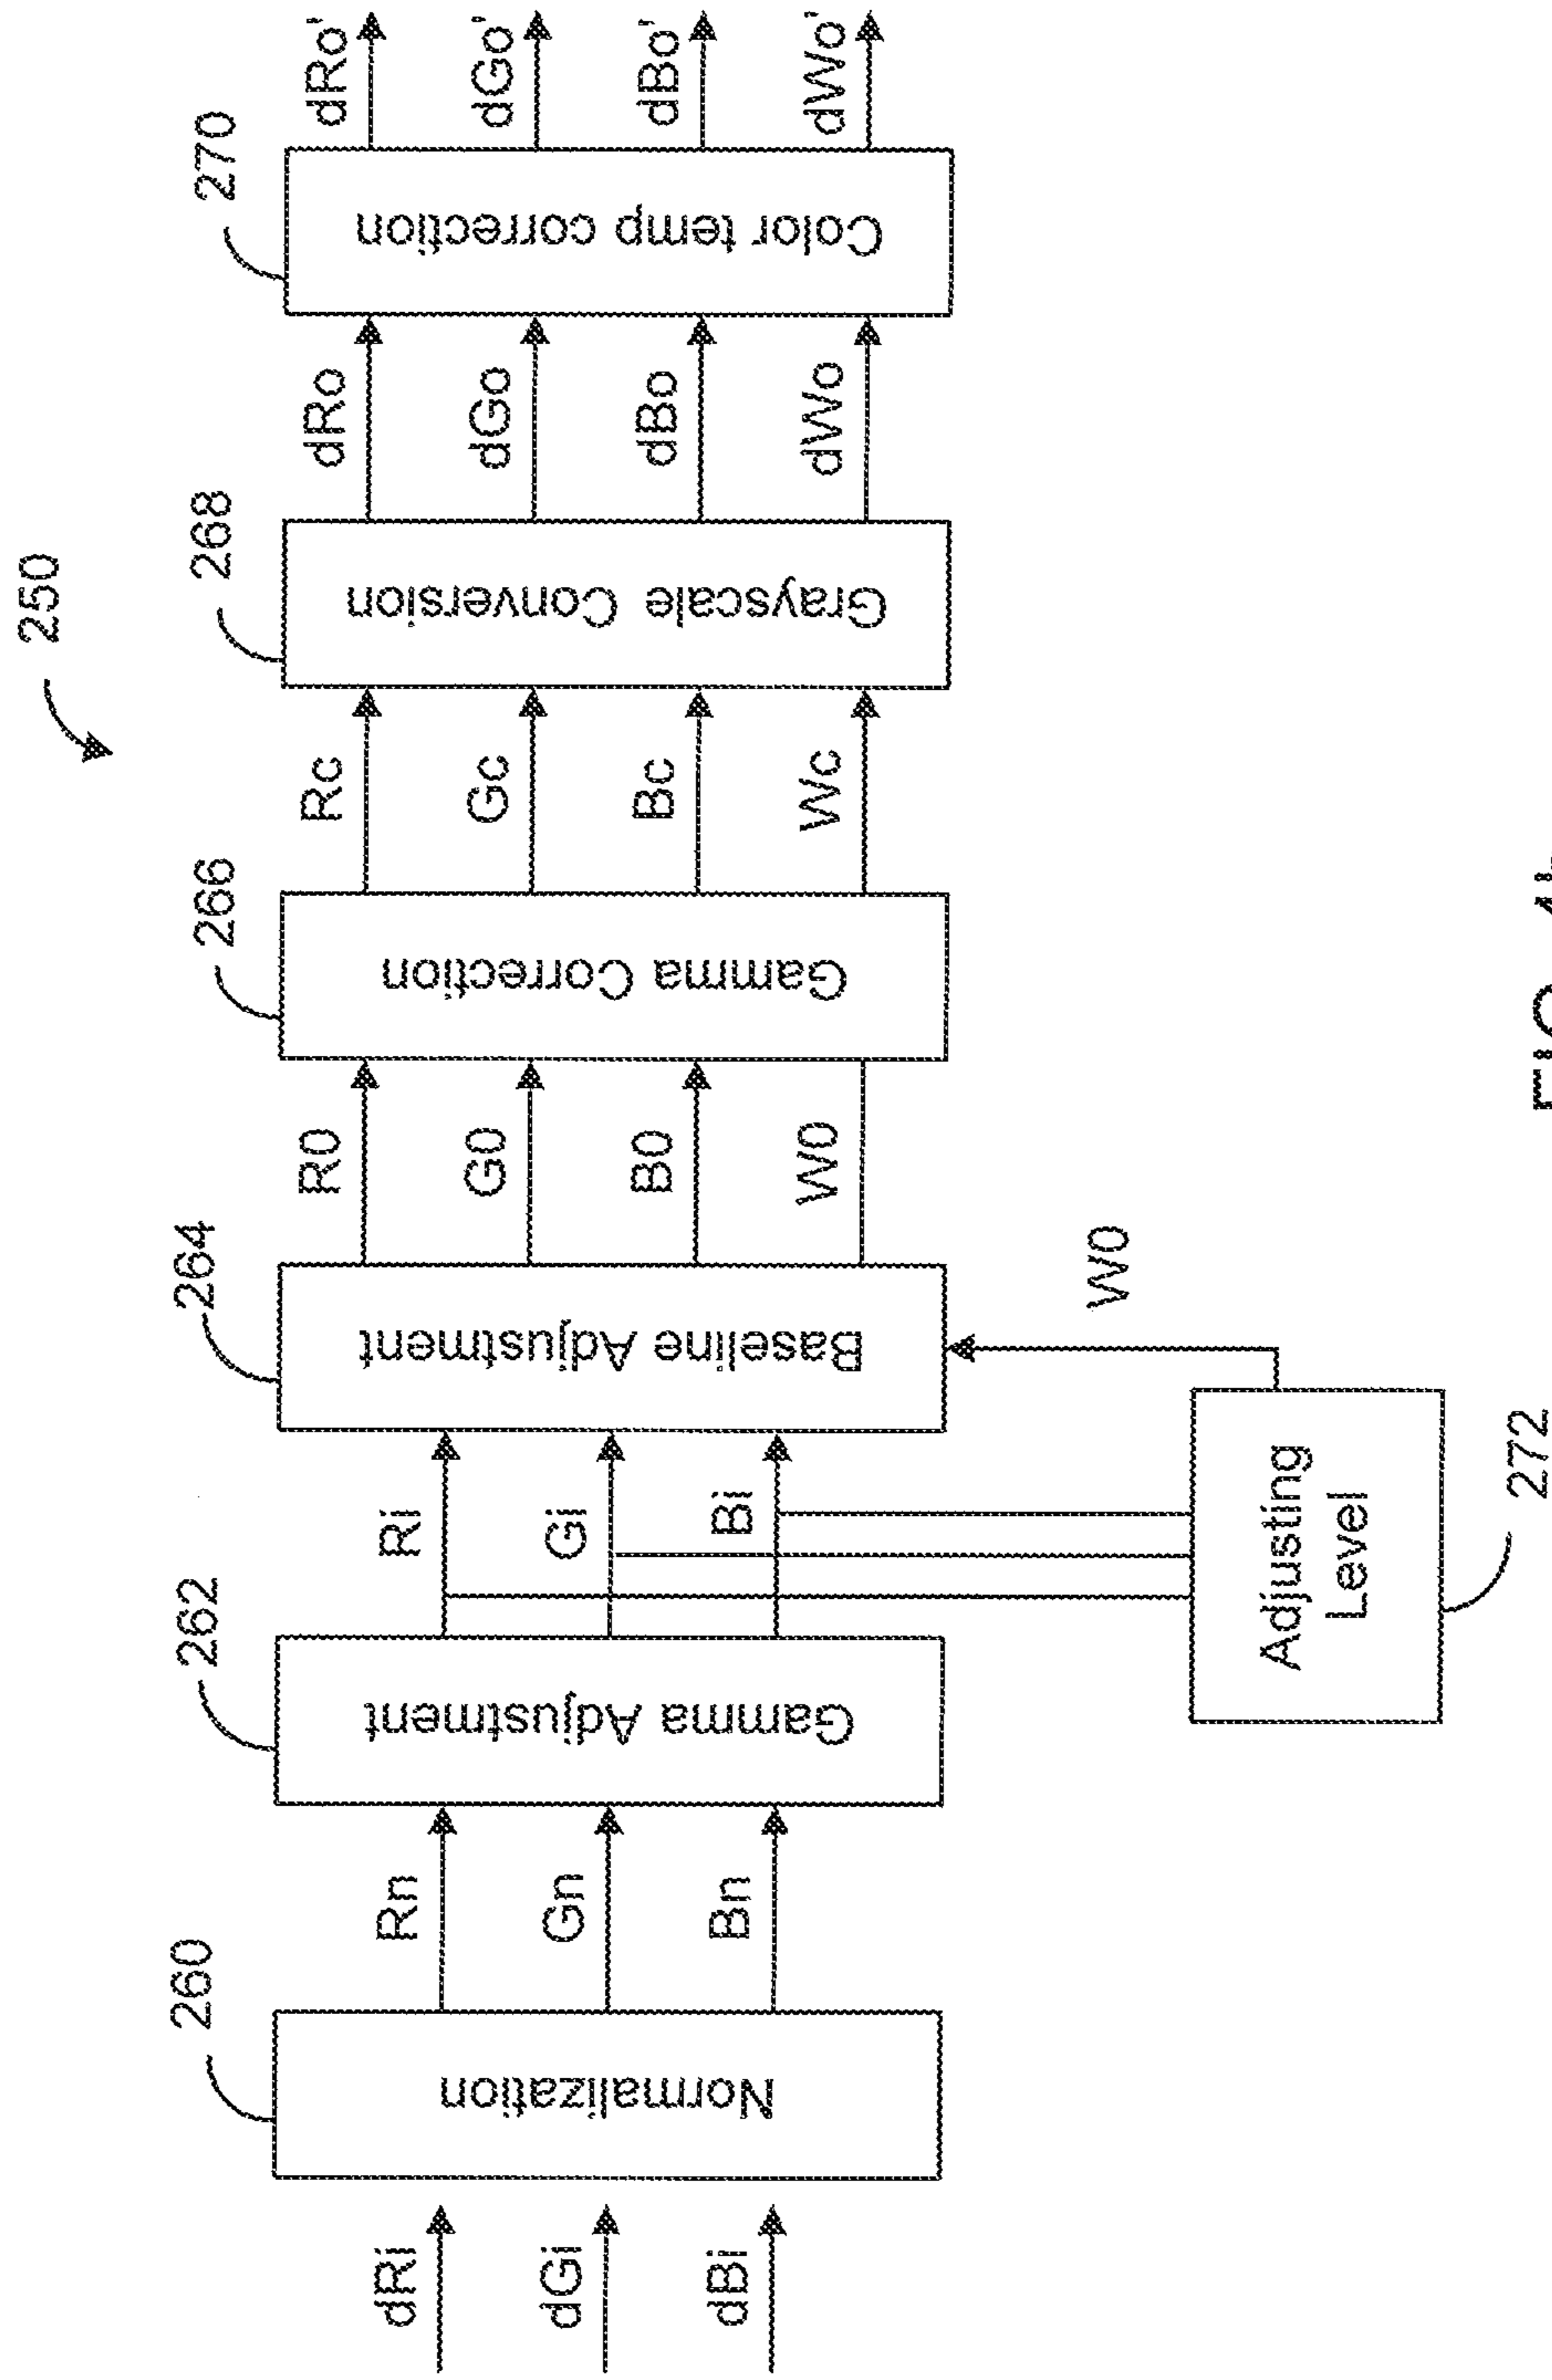 250
260
262
264
266
268
270
dRi
dGi
dBi
Normalization
Rn
Gn
Bn
Gamma Adjustment
Ri
Gi
Bi
Adjusting
Level
272
W0
Baseline Adjustment
R0
G0
B0
W0
Gamma Correction
Rc
Gc
Bc
Wc
Grayscale Conversion
dRo
dGo
dBo
dWo
Color temp correction
dRo'
dGo'
dBo'
dWo'